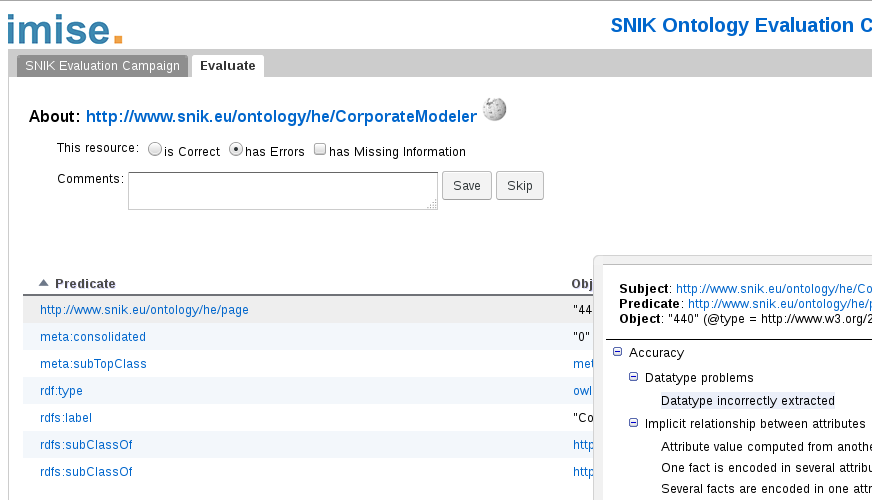 imise.
SNIK Ontology Evaluation C
SNIK Evaluation Campaign Evaluate
About: http://www.snik.eu/ontology/he/CorporateModeler
This resource: is Correct has Errors has Missing Information
Comments: Save Skip
Predicate Obj
http://www.snik.eu/ontology/he/page "44
meta:consolidated "0"
meta:subTopClass met
rdf:type owl
rdfs:label "Co
rdfs:subClassOf http
rdfs:subClassOf http
Subject: http://www.snik.eu/ontology/he/Co
Predicate: http://www.snik.eu/ontology/he/p
Object: "440" (@type = http://www.w3.org/2
Accuracy
Datatype problems
Datatype incorrectly extracted
Implicit relationship between attributes
Attribute value computed from anothe
One fact is encoded in several attribu
Several facts are encoded in one attr